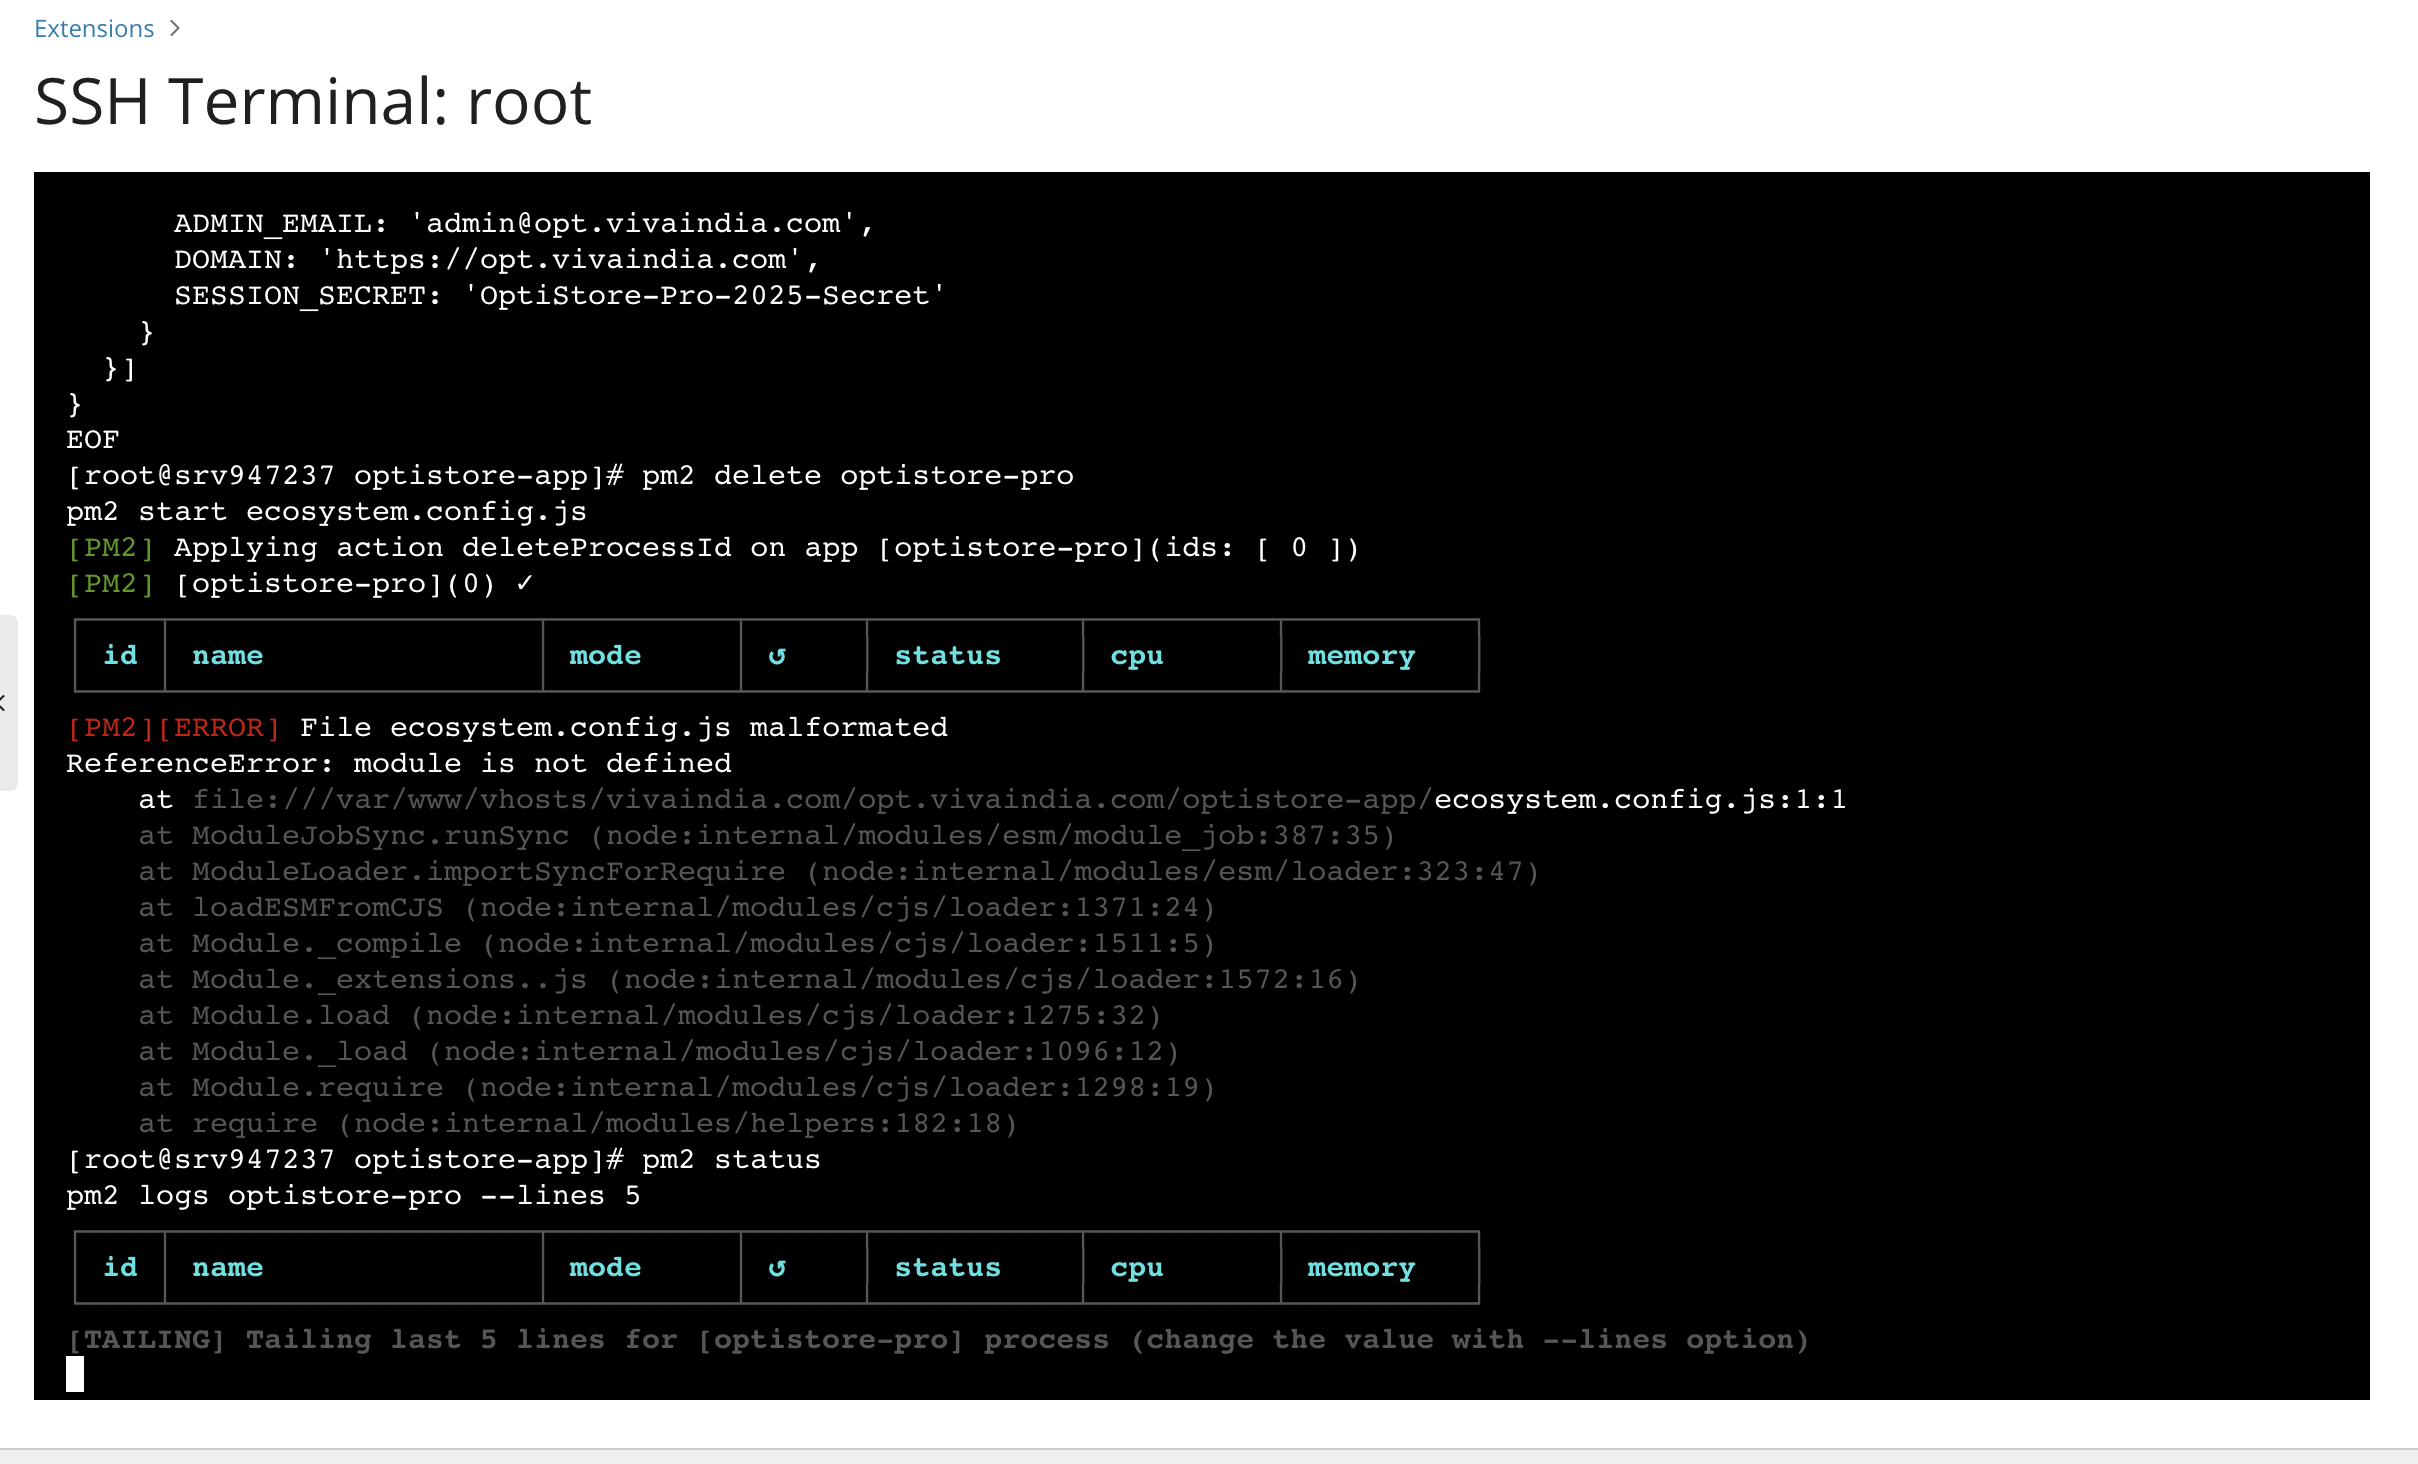 Extensions >
SSH Terminal: root
ADMIN_EMAIL: 'admin@opt.vivaindia.com',
DOMAIN: 'https://opt.vivaindia.com',
SESSION_SECRET: 'OptiStore-Pro-2025-Secret'
}
}]
}
EOF
[root@srv947237 optistore-app]# pm2 delete optistore-pro
pm2 start ecosystem.config.js
[PM2] Applying action deleteProcessId on app [optistore-pro](ids: [ 0 ])
[PM2] [optistore-pro](0) ✓
id name mode ↺ status cpu memory
[PM2][ERROR] File ecosystem.config.js malformated
ReferenceError: module is not defined
at file:///var/www/vhosts/vivaindia.com/opt.vivaindia.com/optistore-app/ecosystem.config.js:1:1
at ModuleJobSync.runSync (node:internal/modules/esm/module_job:387:35)
at ModuleLoader.importSyncForRequire (node:internal/modules/esm/loader:323:47)
at loadESMFromCJS (node:internal/modules/cjs/loader:1371:24)
at Module._compile (node:internal/modules/cjs/loader:1511:5)
at Module._extensions..js (node:internal/modules/cjs/loader:1572:16)
at Module.load (node:internal/modules/cjs/loader:1275:32)
at Module._load (node:internal/modules/cjs/loader:1096:12)
at Module.require (node:internal/modules/cjs/loader:1298:19)
at require (node:internal/modules/helpers:182:18)
[root@srv947237 optistore-app]# pm2 status
pm2 logs optistore-pro --lines 5
id name mode ↺ status cpu memory
[TAILING] Tailing last 5 lines for [optistore-pro] process (change the value with --lines option)